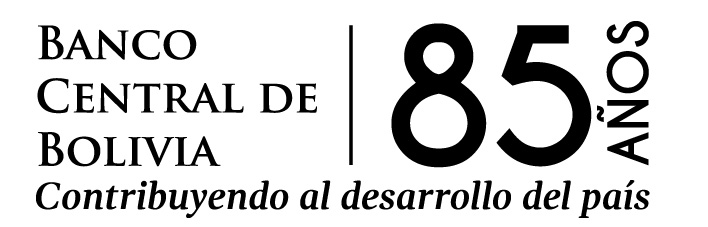 BANCO
CENTRAL DE
BOLIVIA
85 AÑOS
Contribuyendo al desarrollo del país